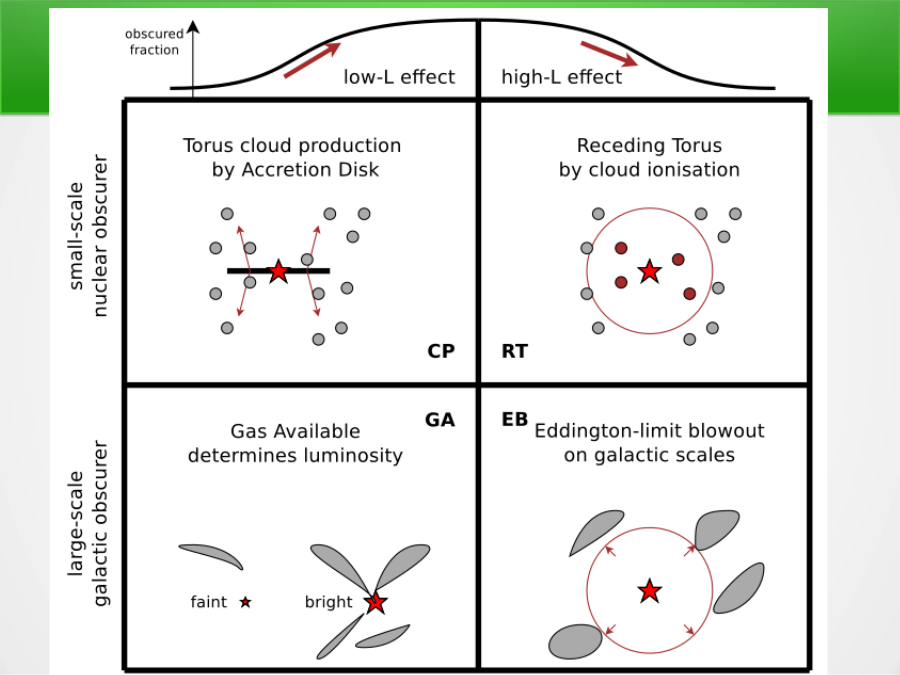 obscured
fraction
low-L effect
high-L effect
small-scale
nuclear obscurer
Torus cloud production
by Accretion Disk
CP
Receding Torus
by cloud ionisation
RT
large-scale
galactic obscurer
GA
Gas Available
determines luminosity
faint
bright
EB
Eddington-limit blowout
on galactic scales